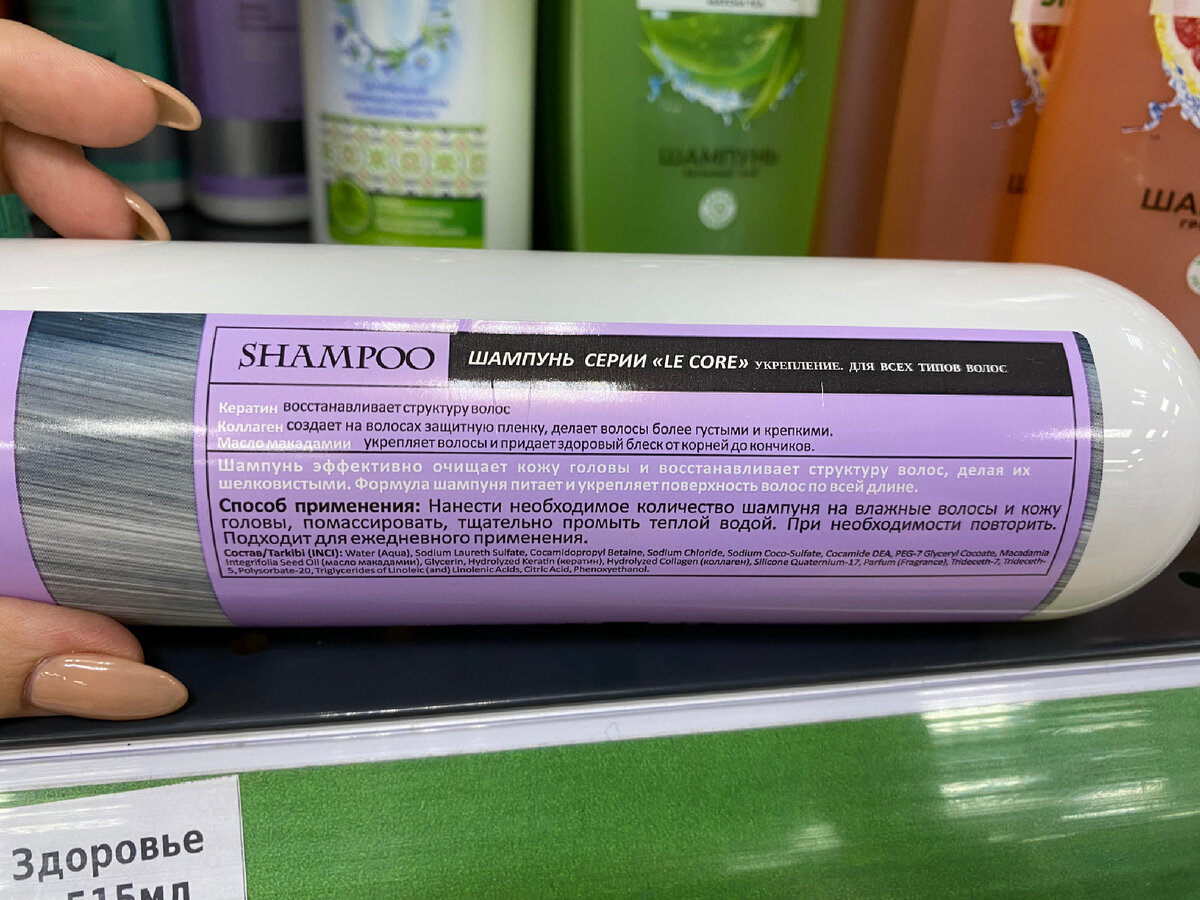 ШАМПУНЬ
ША
SHAMPOO
ШАМПУНЬ СЕРИИ «LE CORE» УКРЕПЛЕНИЕ. ДЛЯ ВСЕХ ТИПОВ ВОЛОС
Кератин восстанавливает структуру волос
Коллаген создает на волосах защитную пленку, делает волосы более густыми и крепкими.
Масло макадамии укрепляет волосы и придает здоровый блеск от корней до кончиков.
Шампунь эффективно очищает кожу головы и восстанавливает структуру волос, делая их
шелковистыми. Формула шампуня питает и укрепляет поверхность волос по всей длине.
Способ применения: Нанести необходимое количество шампуня на влажные волосы и кожу
головы, помассировать, тщательно промыть теплой водой. При необходимости повторить.
Подходит для ежедневного применения.
Состав/Tarkibi (INCI): Water (Aqua), Sodium Laureth Sulfate, Cocamidopropyl Betaine, Sodium Chloride, Sodium Coco-Sulfate, Cocamide DEA, PEG-7 Glyceryl Cocoate, Macadamia
Integrifolia Seed Oil (масло макадамии), Glycerin, Hydrolyzed Keratin (кератин), Hydrolyzed Collagen (коллаген), Silicone Quaternium-17, Parfum (Fragrance), Trideceth-7, Trideceth-
5, Polysorbate-20, Triglycerides of Linoleic (and) Linolenic Acids, Citric Acid, Phenoxyethanol.
Здоровье
515мл